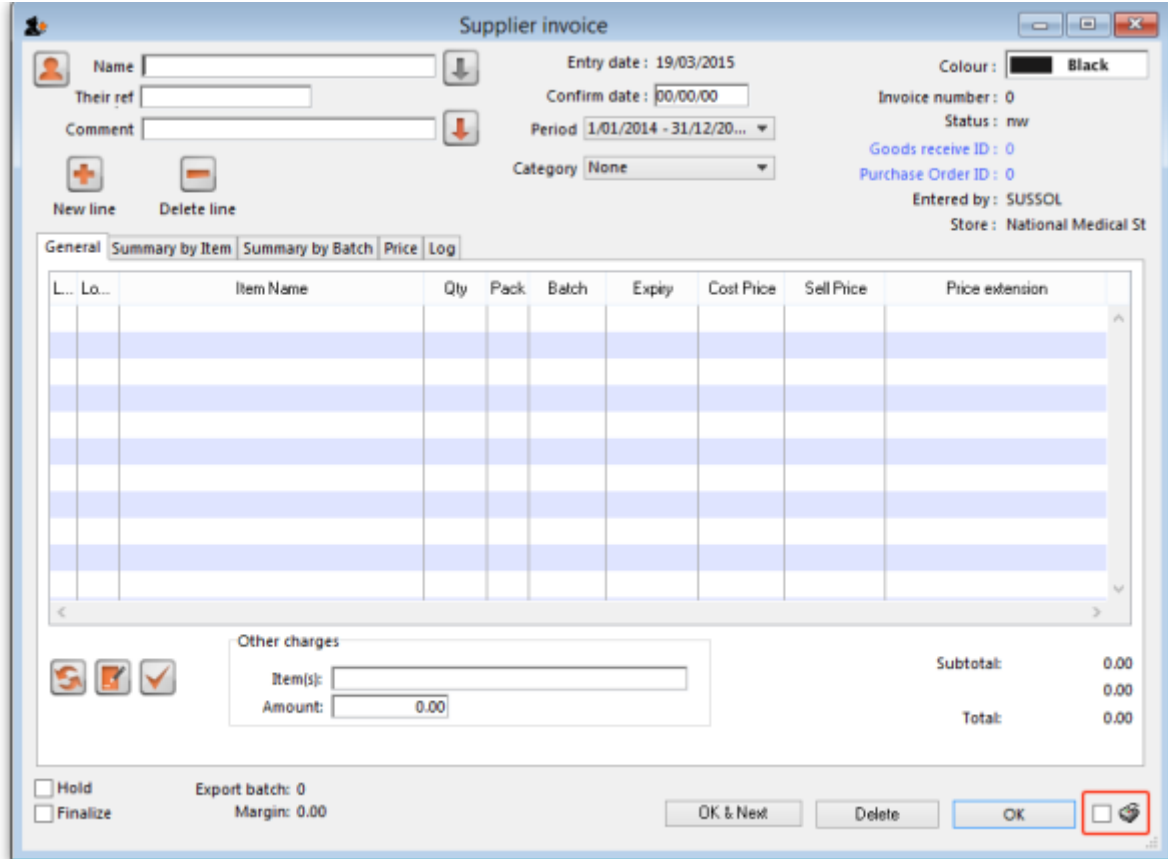 Supplier invoice
Name
Entry date : 19/03/2015
Colour : Black
Their ref
Confirm date : 00/00/00
Invoice number : 0
Comment
Period 1/01/2014 - 31/12/20...
Status : nw
Goods receive ID : 0
Category None
Purchase Order ID : 0
New line Delete line
Entered by : SUSSOL
Store : National Medical St
General Summary by Item Summary by Batch Price Log
L... Lo... Item Name Qty Pack Batch Expiry Cost Price Sell Price Price extension
Other charges
Item(s):
Amount: 0.00
Subtotal: 0.00
0.00
Total: 0.00
Hold
Export batch: 0
Finalize
Margin: 0.00
OK & Next Delete OK